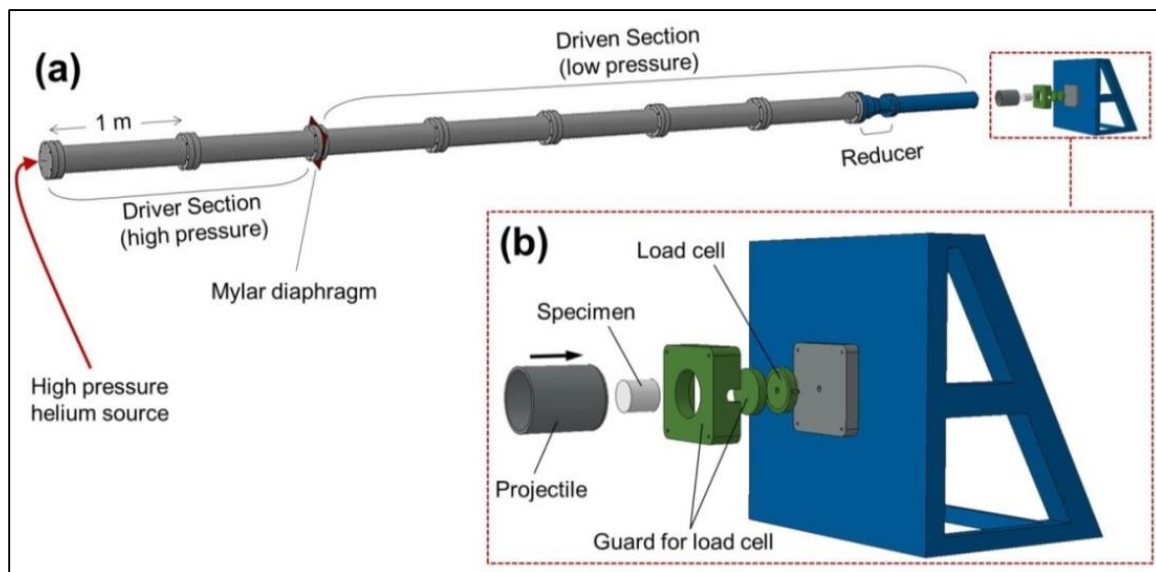 (a)
Driven Section
(low pressure)
1 m
Reducer
Driver Section
(high pressure)
Mylar diaphragm
High pressure
helium source
(b)
Load cell
Specimen
Projectile
Guard for load cell